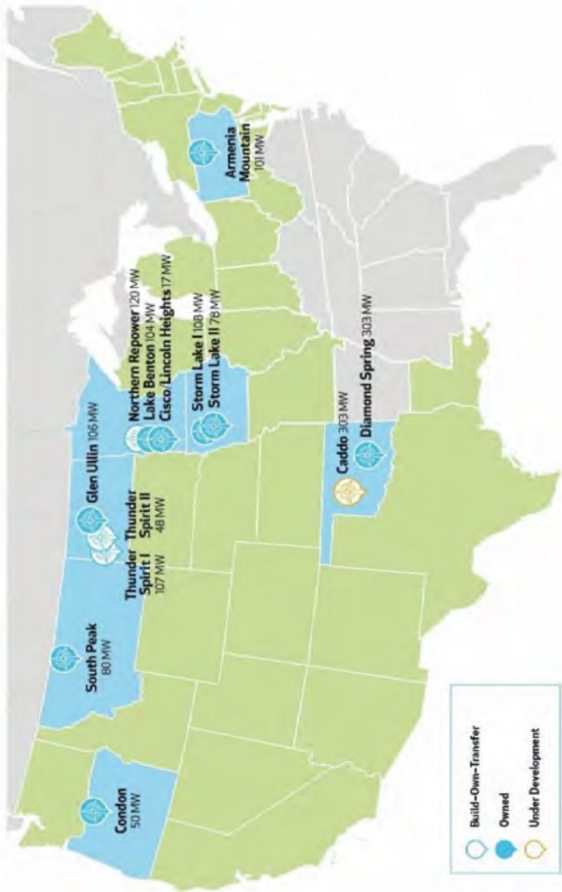 Condon
50 MW
South Peak
80 MW
Thunder
Spirit I
107 MW
Thunder
Spirit II
48 MW
Glen Ullin 106 MW
Northern Repower 120 MW
Lake Benton 104 MW
Cisco/Lincoln Heights 17 MW
Storm Lake I 108 MW
Storm Lake II 78 MW
Armenia
Mountain
101 MW
Caddo 303 MW
Diamond Spring 303 MW
Build-Own-Transfer
Owned
Under Development